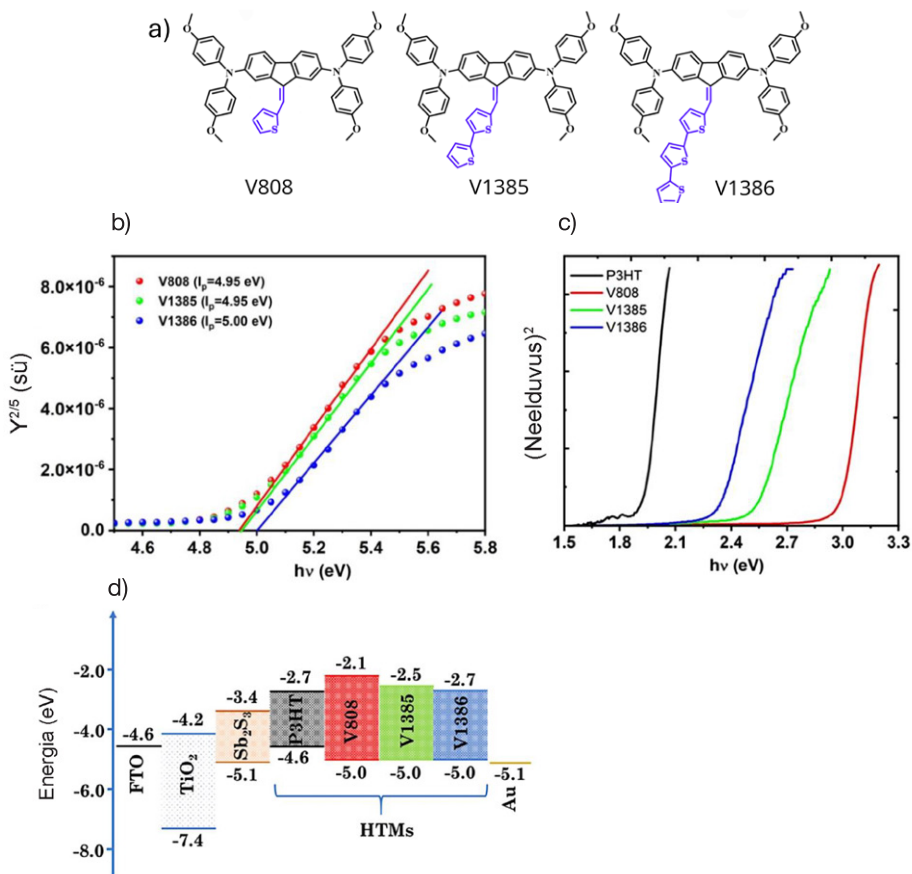 a)
V808
V1385
V1386
b)
Y2/5 (sü)
8.0×10-6
6.0×10-6
4.0×10-6
2.0×10-6
0.0
V808 (Ip=4.95 eV)
V1385 (Ip=4.95 eV)
V1386 (Ip=5.00 eV)
4.6 4.8 5.0 5.2 5.4 5.6 5.8
hν (eV)
c)
(Neelduvus)2
P3HT
V808
V1385
V1386
1.5 2.1 2.4 2.7 3.0 3.3
hν (eV)
d)
Energia (eV)
-2.0
-4.0
-6.0
-8.0
-4.6
FTO
-4.2
TiO2
-7.4
-3.4
Sb2S3
-5.1
-2.7
P3HT
-4.6
-2.1
V808
-5.0
-2.5
V1385
-5.0
-2.7
V1386
-5.0
-5.1
Au
HTMs